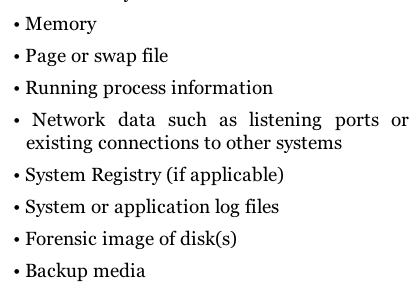 • Memory
• Page or swap file
• Running process information
• Network data such as listening ports or
existing connections to other systems
• System Registry (if applicable)
• System or application log files
• Forensic image of disk(s)
• Backup media